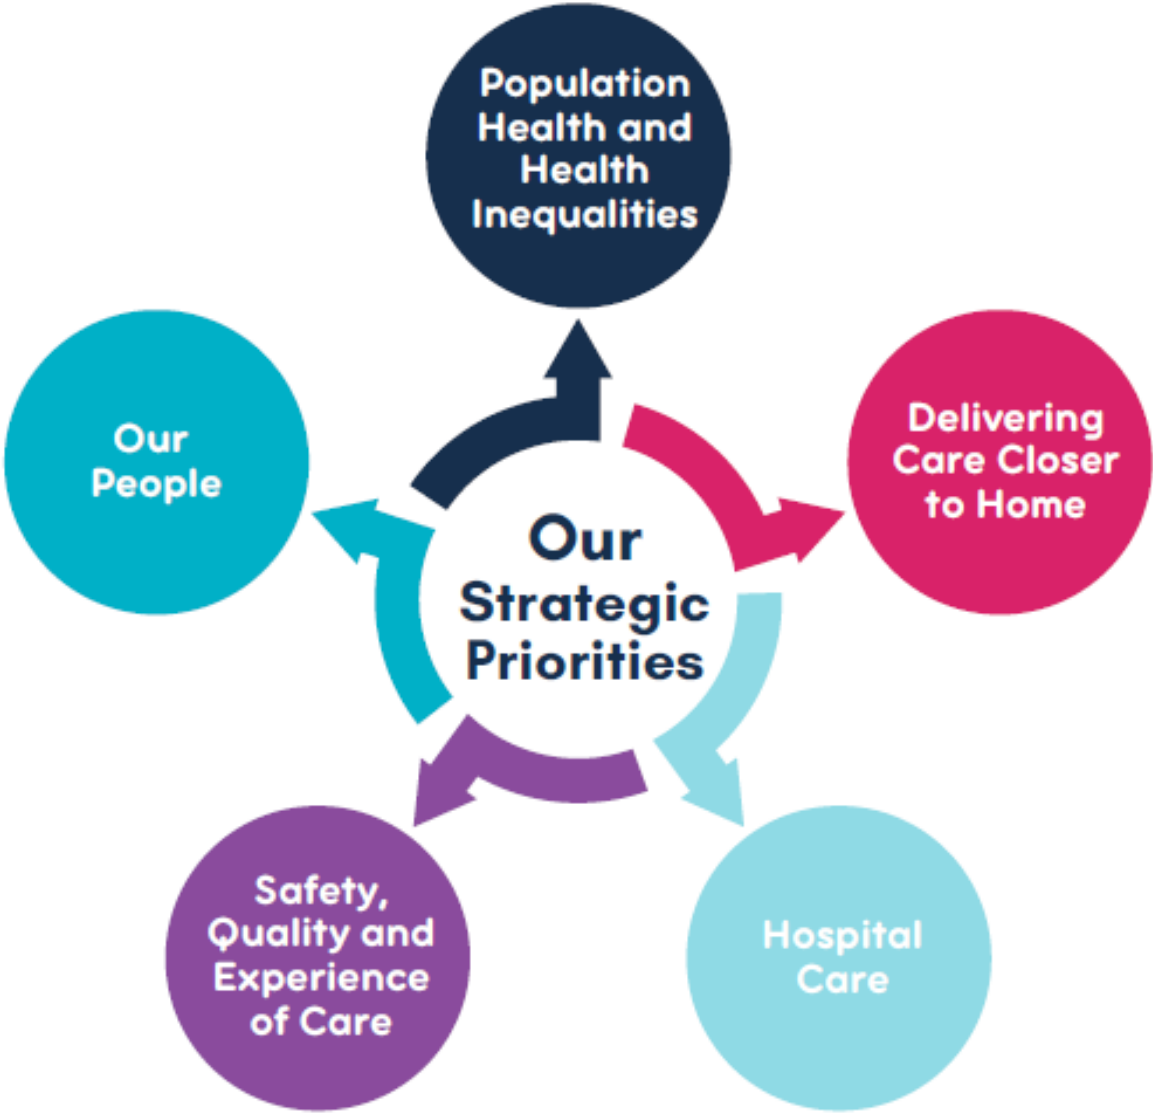 Population
Health and
Health
Inequalities
Delivering
Care Closer
to Home
Hospital
Care
Safety,
Quality and
Experience
of Care
Our
People
Our
Strategic
Priorities